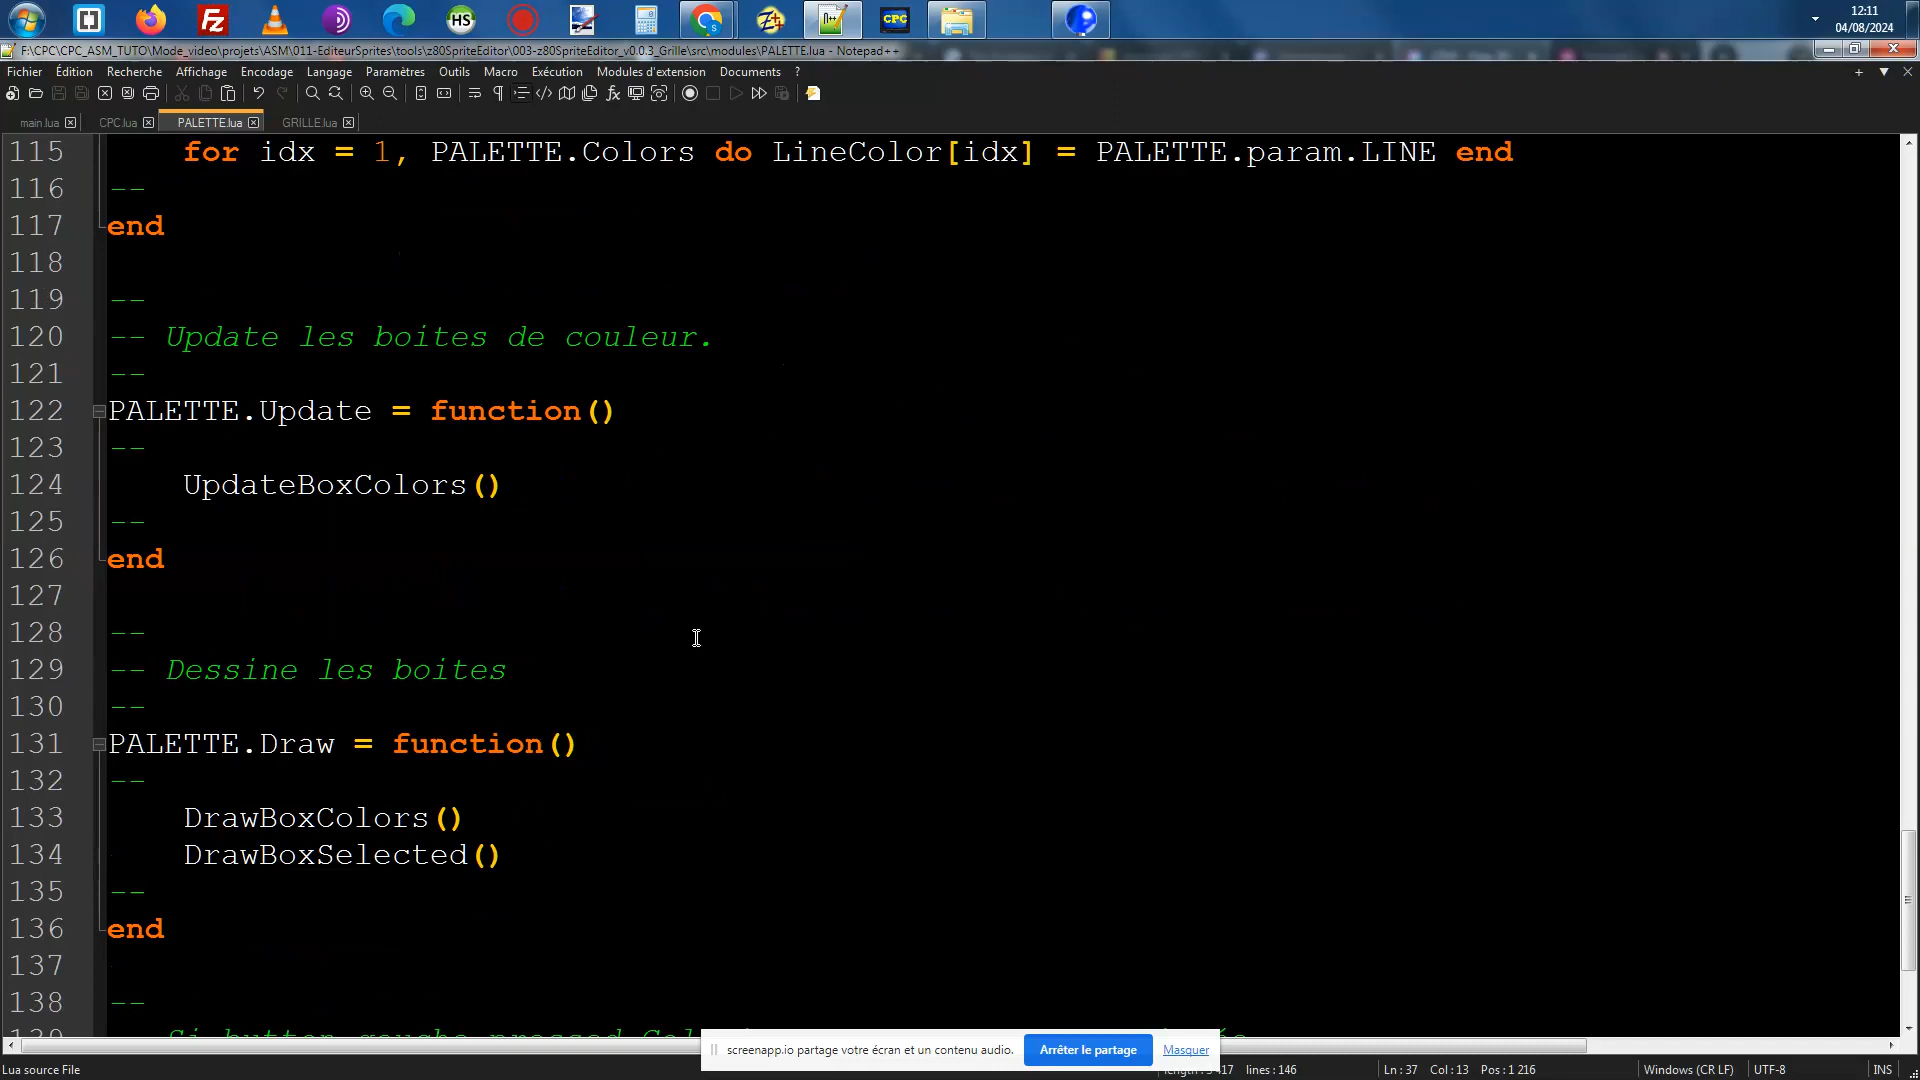 HS
CPC
12:11
04/08/2024
F:\CPC\CPC_ASM_TUTO\Mode_video\projets\ASM\011-EditeurSprites\tools\z80SpriteEditor\003-z80SpriteEditor_v0.0.3_Grille\src\modules\PALETTE.lua - Notepad++
Fichier Édition Recherche Affichage Encodage Langage Paramètres Outils Macro Exécution Modules d'extension Documents ?
main.lua CPC.lua PALETTE.lua GRILLE.lua
115 for idx = 1, PALETTE.Colors do LineColor[idx] = PALETTE.param.LINE end
116 --
117 end
118
119 --
120 -- Update les boites de couleur.
121 --
122 PALETTE.Update = function()
123 --
124 UpdateBoxColors()
125 --
126 end
127
128 --
129 -- Dessine les boites
130 --
131 PALETTE.Draw = function()
132 --
133 DrawBoxColors()
134 DrawBoxSelected()
135 --
136 end
137
138 --
screenapp.io partage votre écran et un contenu audio. Arrêter le partage Masquer
Lua source File lines : 146 Ln : 37 Col : 13 Pos : 1 216 Windows (CR LF) UTF-8 INS